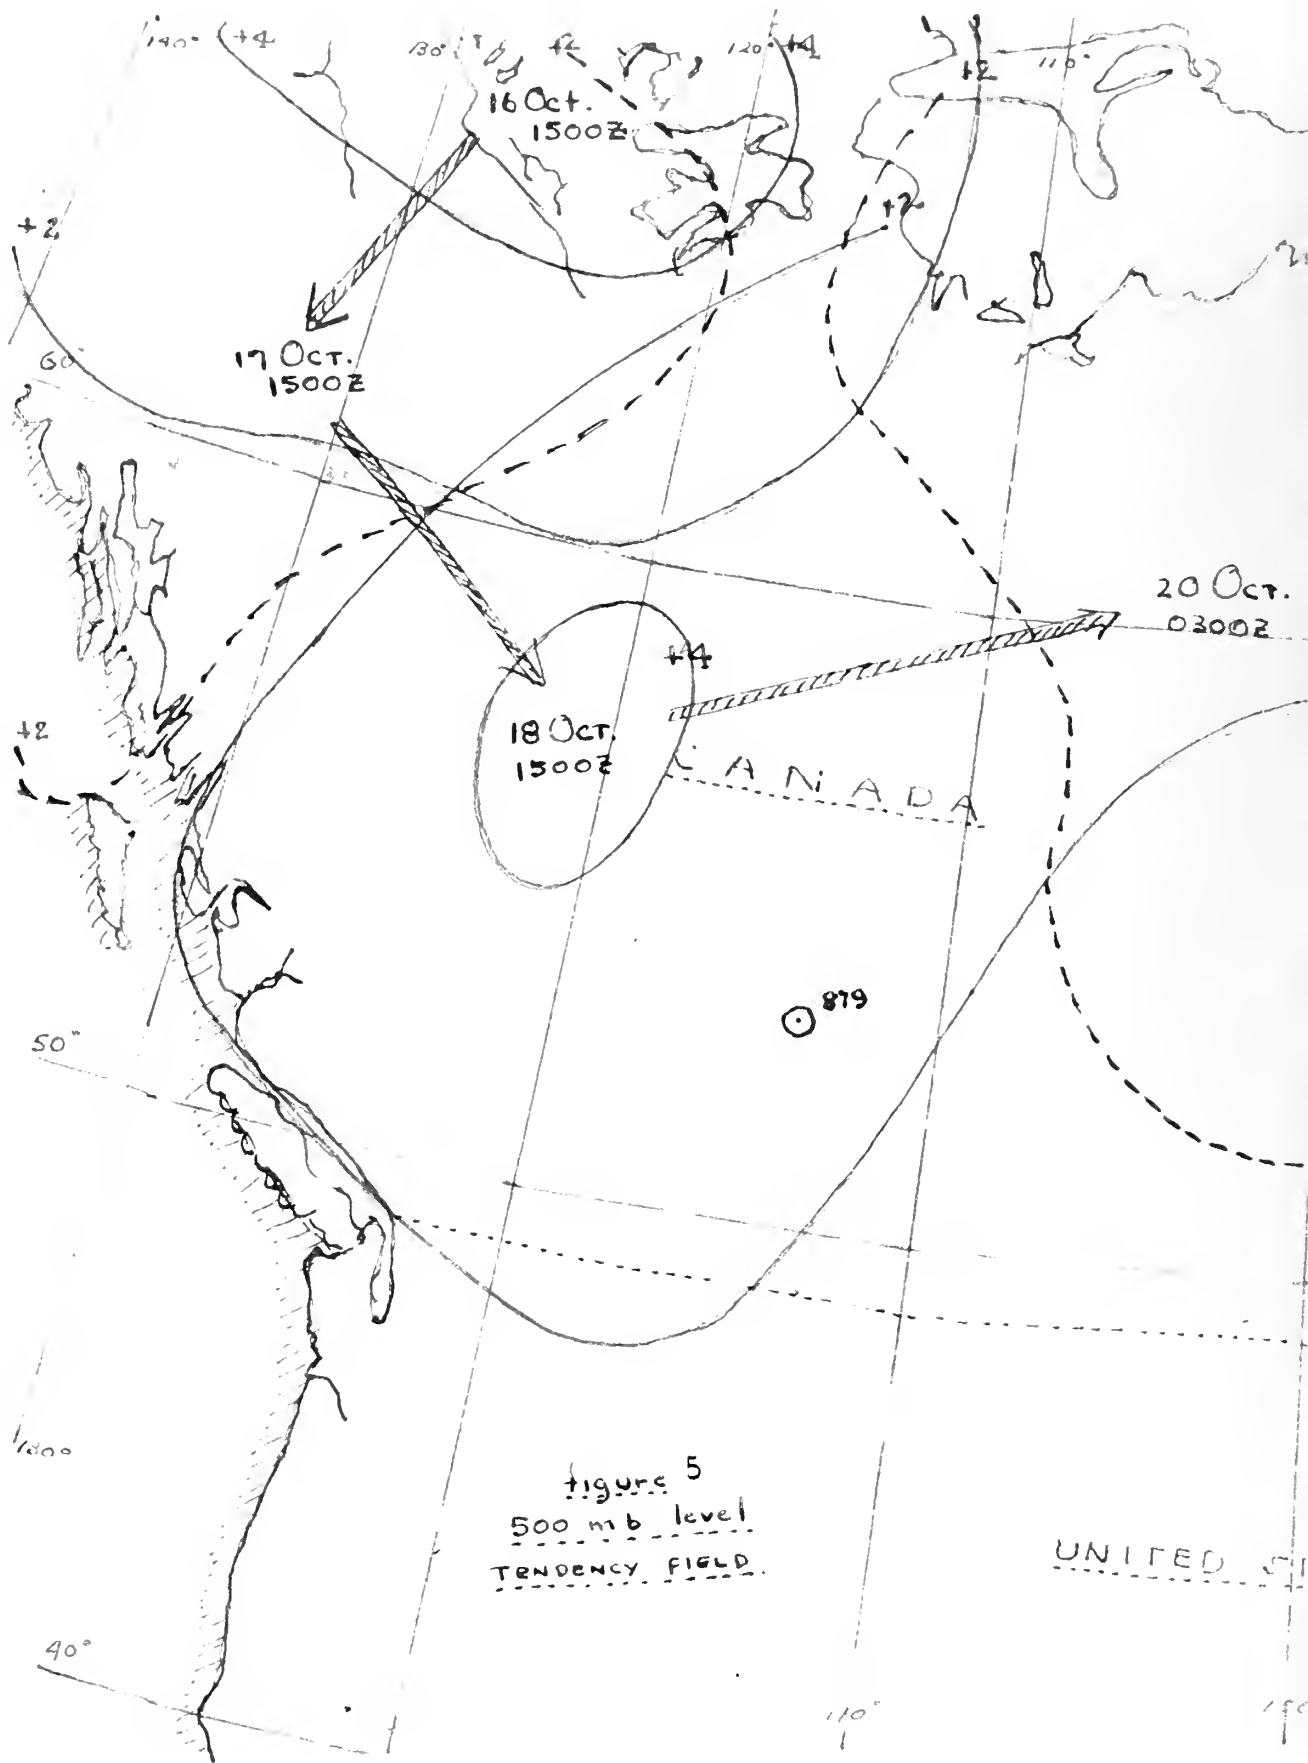 140° +4 130° +2 120° +4 +2 110°
16 Oct.
1500Z
+2
+2
17 Oct.
1500Z
60°
20 Oct.
0300Z
+4
18 Oct.
1500Z
+2
CANADA
879
50°
figure 5
500 mb level
TENDENCY FIELD
UNITED
40°
110°